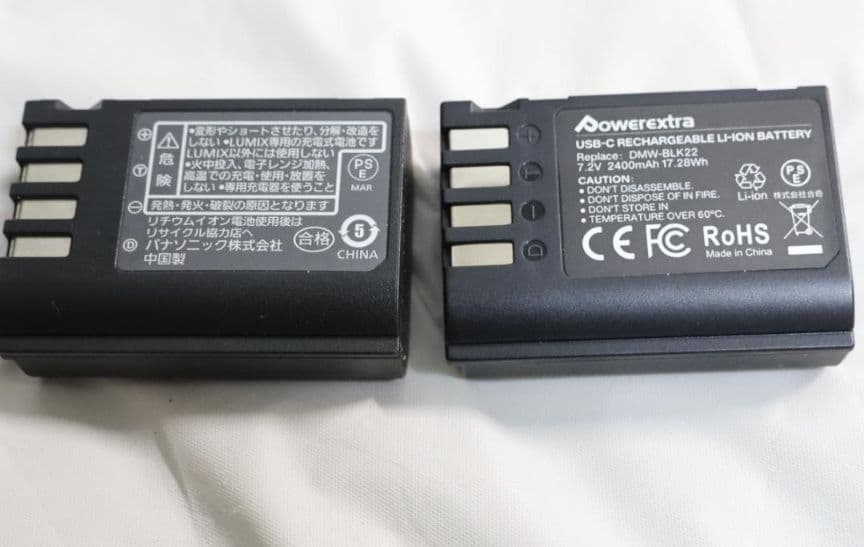 ⊕
Ⓣ
⊖
Ⓓ
危
険
•変形やショートさせたり、分解・改造を
しない •LUMIX専用の充電式電池です
LUMIX以外には使用しない
•火中投入、電子レンジ加熱、
高温での充電・使用・放置を
しない •専用充電器を使うこと
発熱・発火・破裂の原因となります
PS
E
MAR
リチウムイオン電池使用後は
リサイクル協力店へ
パナソニック株式会社
中国製
合格
5
CHINA
+
T
-
D
Powerextra
USB-C RECHARGEABLE LI-ION BATTERY
Replace: DMW-BLK22
7.2V 2400mAh 17.28Wh
CAUTION:
• DON'T DISASSEMBLE.
• DON'T DISPOSE OF IN FIRE.
• DON'T STORE IN
• TEMPERATURE OVER 60°C.
Li-ion
PS
E
CE FC RoHS
Made in China